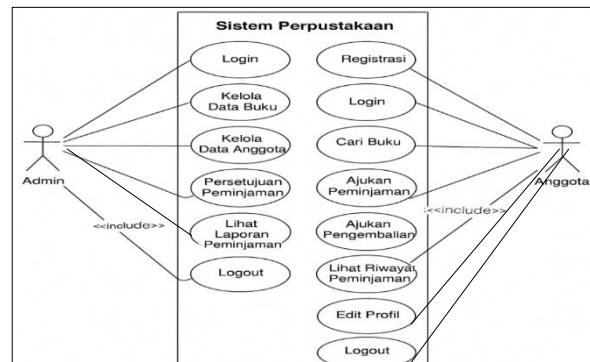 Sistem Perpustakaan
Login
Kelola
Data Buku
Kelola
Data Anggota
Persetujuan
Peminjaman
Lihat
Laporan
Peminjaman
Logout
Registrasi
Login
Cari Buku
Ajukan
Peminjaman
Ajukan
Pengembalian
Lihat Riwayat
Peminjaman
Edit Profil
Logout
Admin
<<include>>
Anggota
<<include>>